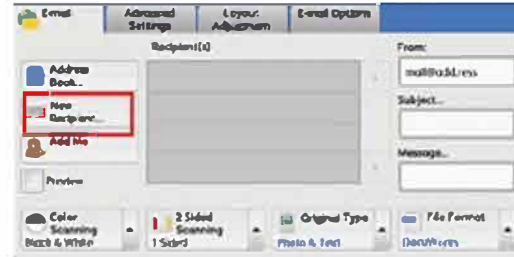 E-mail
Advanced Settings
Layout Adjustment
E-mail Options
Recipient(s)
From:
Address Book...
mail@address
New Recipient...
Subject...
Add Me
Message...
Preview
Color Scanning
Black & White
2 Sided Scanning
1 Sided
Original Type
Photo & Text
File Format
DocuWorks